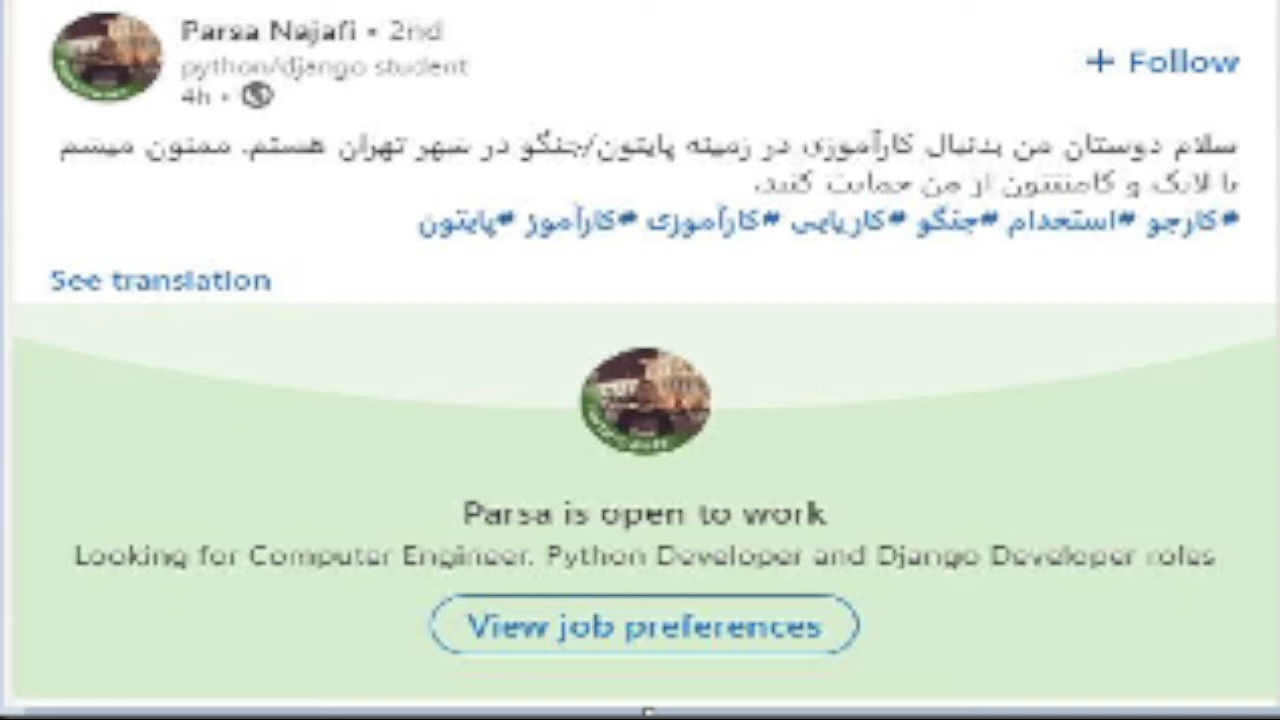 Parsa Najafi • 2nd
python/django student
4h •
+ Follow
سلام دوستان من بدنبال کارآموزی در زمینه پایتون/جنگو در شهر تهران هستم. ممنون میشم
با لایک و کامنتتون از من حمایت کنید.
#کارجو #استخدام #جنگو #کاریابی #کارآموزی #کارآموز #پایتون
See translation
Parsa is open to work
Looking for Computer Engineer, Python Developer and Django Developer roles
View job preferences